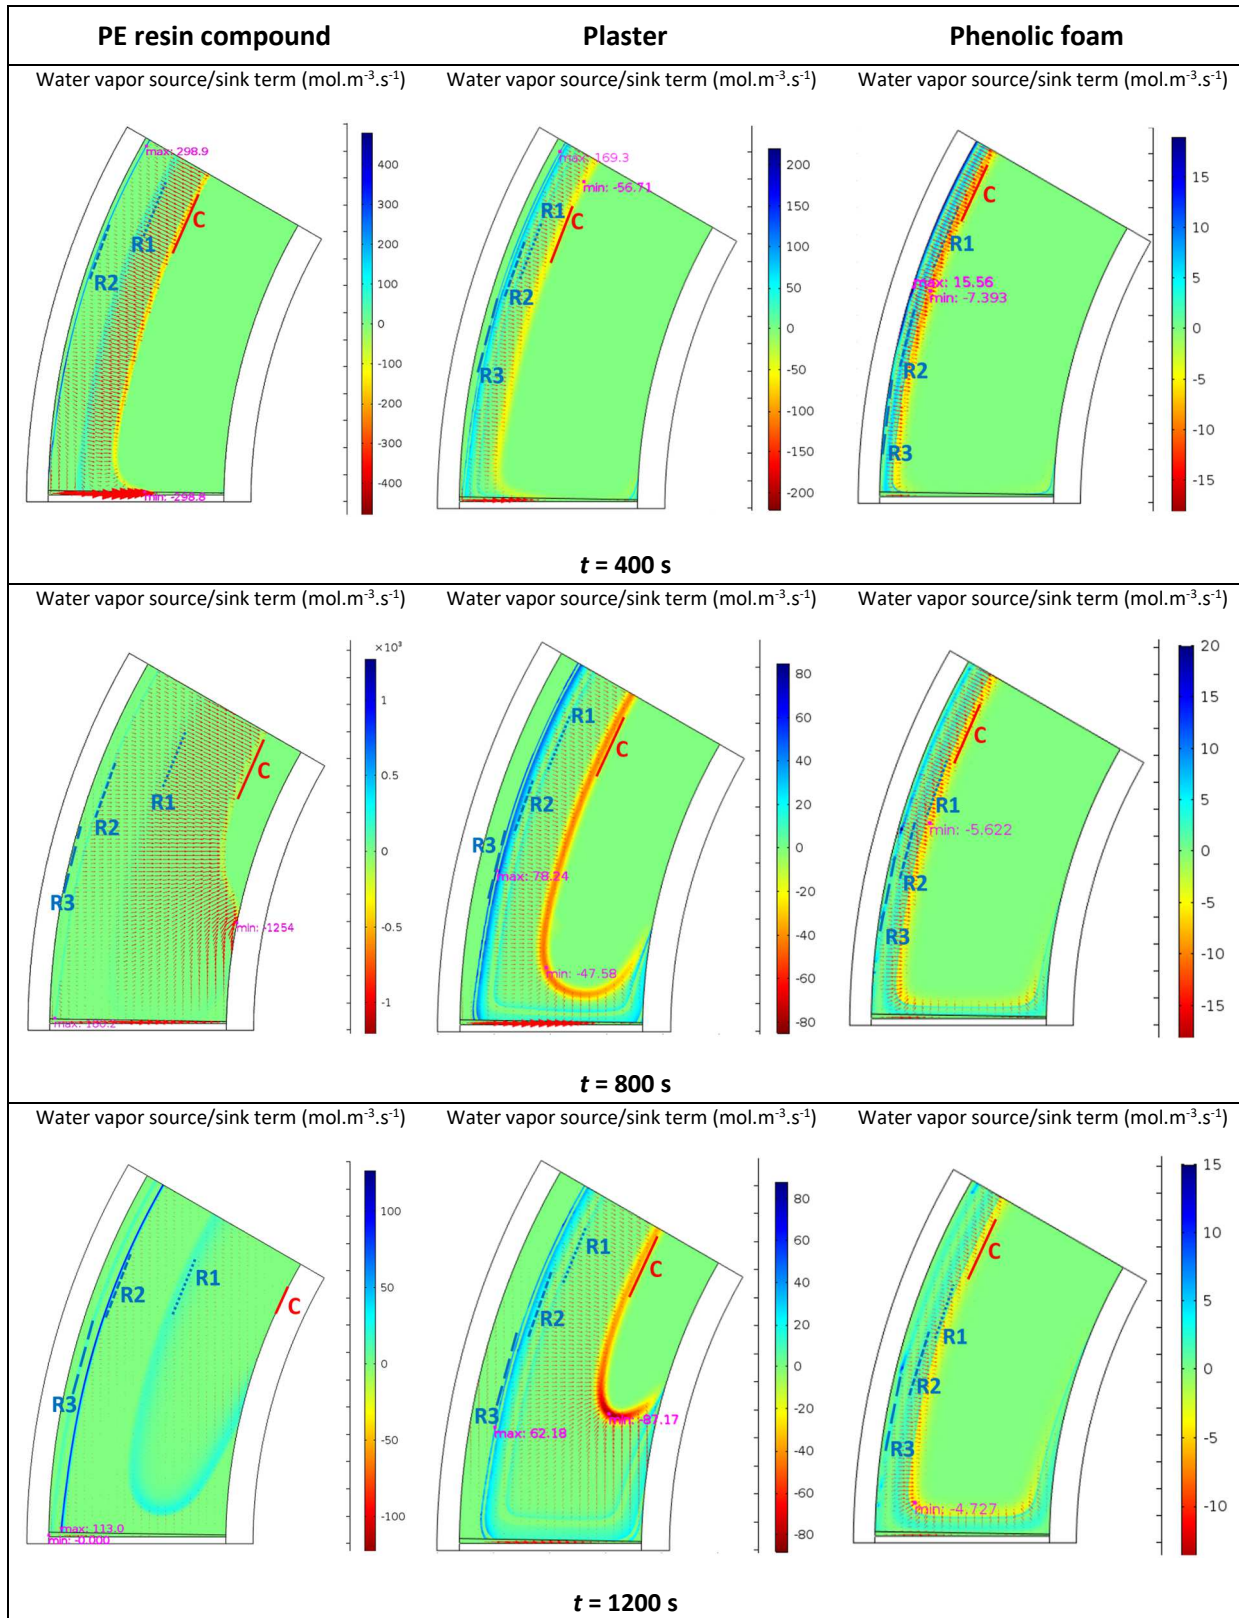 PE resin compound
Plaster
Phenolic foam
Water vapor source/sink term (mol.m⁻³.s⁻¹)
Water vapor source/sink term (mol.m⁻³.s⁻¹)
Water vapor source/sink term (mol.m⁻³.s⁻¹)
max: 298.9
C
R1
R2
min: -298.8
400
300
200
100
0
-100
-200
-300
-400
max: 169.3
min: -56.71
R1
C
R2
R3
200
150
100
50
0
-50
-100
-150
-200
C
R1
max: 15.56
min: -7.393
R2
R3
15
10
5
0
-5
-10
-15
t = 400 s
Water vapor source/sink term (mol.m⁻³.s⁻¹)
Water vapor source/sink term (mol.m⁻³.s⁻¹)
Water vapor source/sink term (mol.m⁻³.s⁻¹)
C
R1
R2
R3
min: -1254
×10³
1
0.5
0
-0.5
-1
R1
C
R2
R3
max: 78.24
min: -47.58
80
60
40
20
0
-20
-40
-60
-80
C
R1
min: -5.622
R2
R3
20
15
10
5
0
-5
-10
-15
t = 800 s
Water vapor source/sink term (mol.m⁻³.s⁻¹)
Water vapor source/sink term (mol.m⁻³.s⁻¹)
Water vapor source/sink term (mol.m⁻³.s⁻¹)
R1
R2
C
R3
max: 113.0
min: -0.000
100
50
0
-50
-100
R1
C
R2
R3
min: -87.17
max: 62.18
80
60
40
20
0
-20
-40
-60
-80
C
R1
R2
R3
min: -4.727
15
10
5
0
-5
-10
t = 1200 s